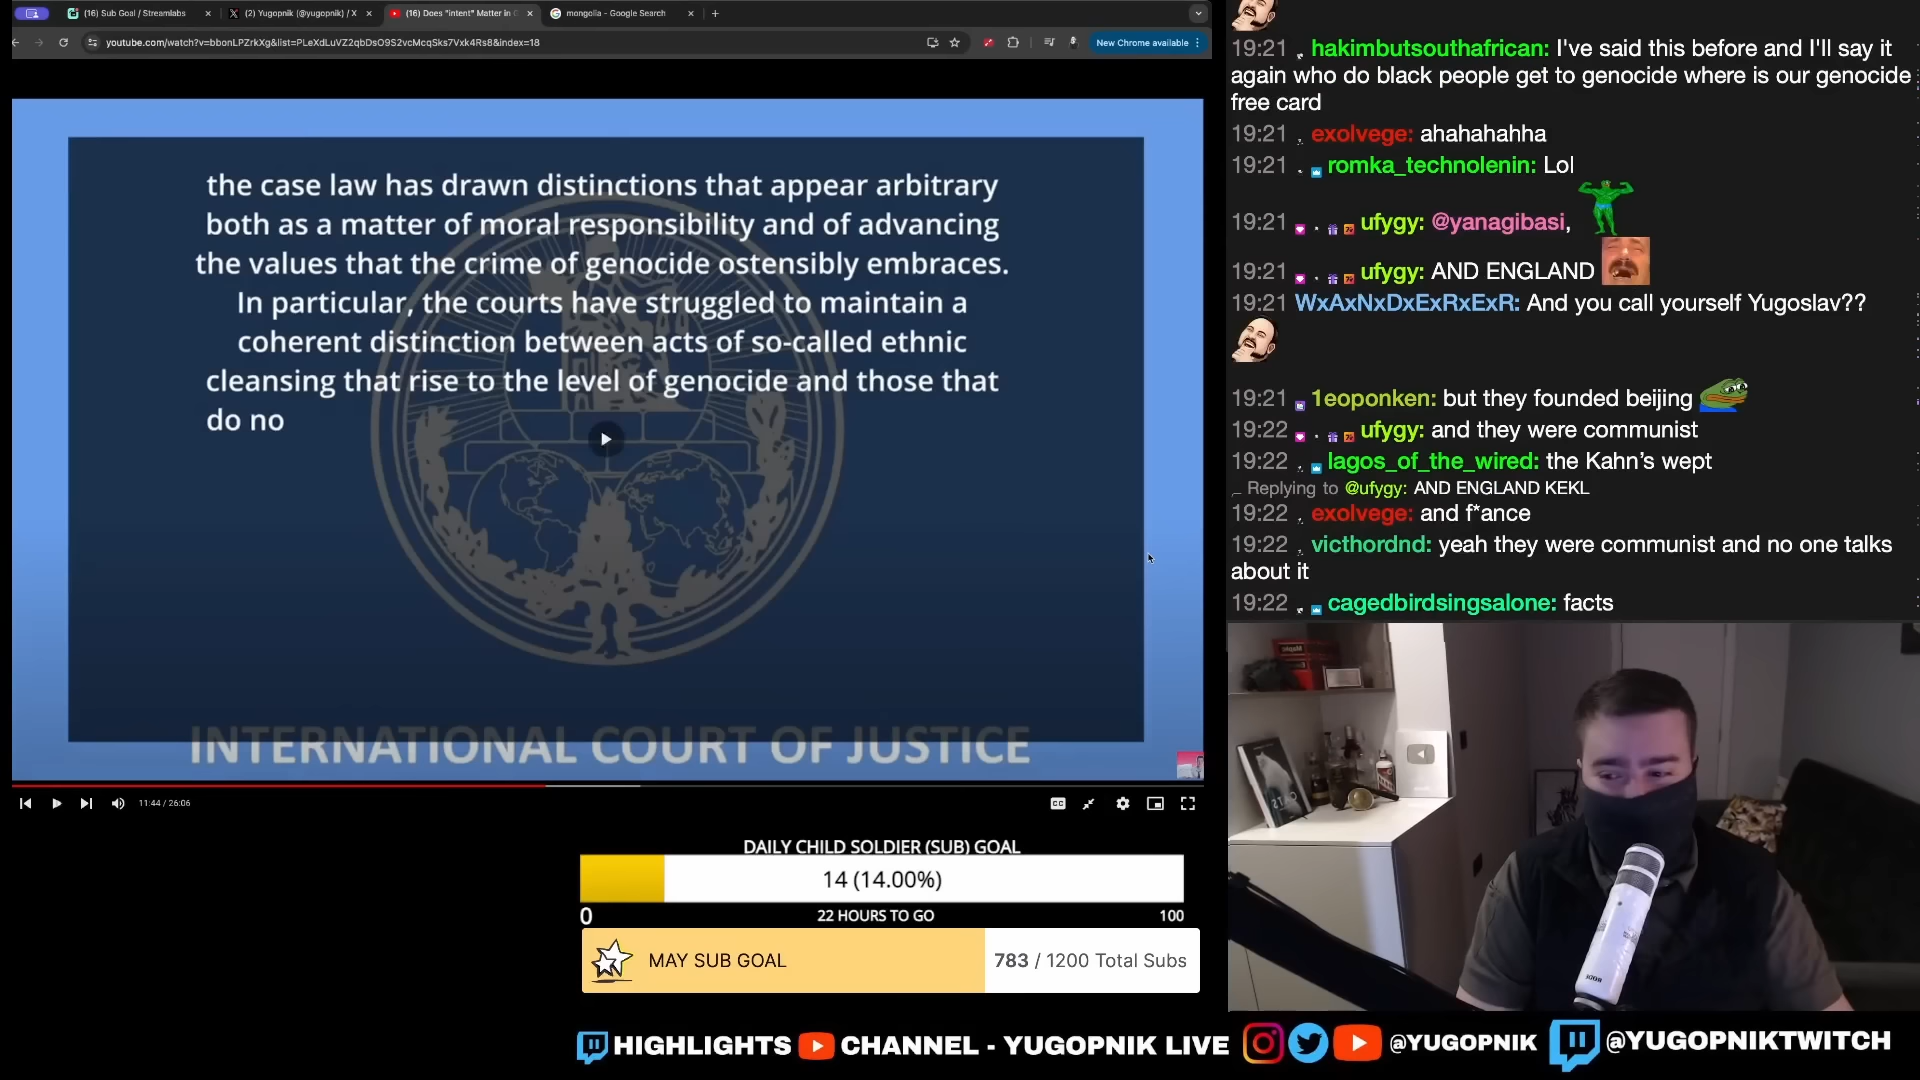 (16) Sub Goal / Streamlabs
(2) Yugopnik (@yugopnik) / X
(16) Does "intent" Matter in
mongolia - Google Search
youtube.com/watch?v=bbonLPZrkXg&list=PLeXdLuVZ2qbDsO9S2vcMcqSks7Vxk4Rs8&index=18
New Chrome available
the case law has drawn distinctions that appear arbitrary
both as a matter of moral responsibility and of advancing
the values that the crime of genocide ostensibly embraces.
In particular, the courts have struggled to maintain a
coherent distinction between acts of so-called ethnic
cleansing that rise to the level of genocide and those that
do no
INTERNATIONAL COURT OF JUSTICE
11:44 / 26:06
CC
DAILY CHILD SOLDIER (SUB) GOAL
14 (14.00%)
0
22 HOURS TO GO
100
MAY SUB GOAL
783 / 1200 Total Subs
19:21 hakimbutsouthafrican: I've said this before and I'll say it
again who do black people get to genocide where is our genocide
free card
19:21 exolvege: ahahahahha
19:21 romka_technolenin: Lol
19:21 ufygy: @yanagibasi,
19:21 ufygy: AND ENGLAND
19:21 WxAxNxDxExRxExR: And you call yourself Yugoslav??
19:21 1eoponken: but they founded beijing
19:22 ufygy: and they were communist
19:22 lagos_of_the_wired: the Kahn’s wept
Replying to @ufygy: AND ENGLAND KEKL
19:22 exolvege: and f*ance
19:22 victhordnd: yeah they were communist and no one talks
about it
19:22 cagedbirdsingsalone: facts
HIGHLIGHTS
CHANNEL - YUGOPNIK LIVE
@YUGOPNIK
@YUGOPNIKTWITCH